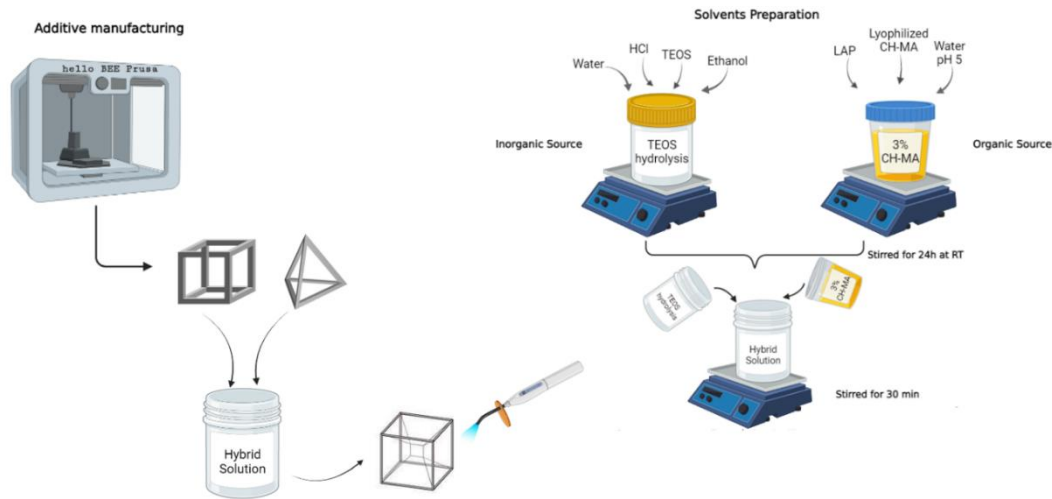 Additive manufacturing
hello BEE Prusa
Hybrid
Solution
Solvents Preparation
Water
HCl
TEOS
Ethanol
LAP
Lyophilized
CH-MA
Water
pH 5
Inorganic Source
TEOS
hydrolysis
3%
CH-MA
Organic Source
Stirred for 24h at RT
TEOS
hydrolysis
3%
CH-MA
Hybrid
Solution
Stirred for 30 min